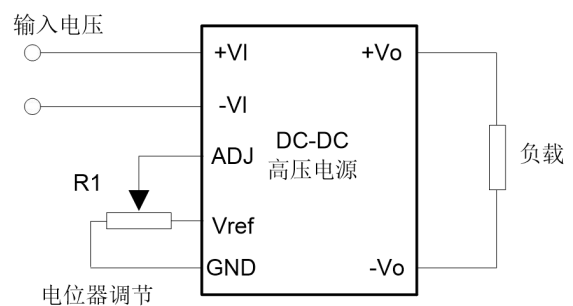 输入电压
+VI
+Vo
-VI
DC-DC
高压电源
ADJ
负载
R1
Vref
GND
-Vo
电位器调节